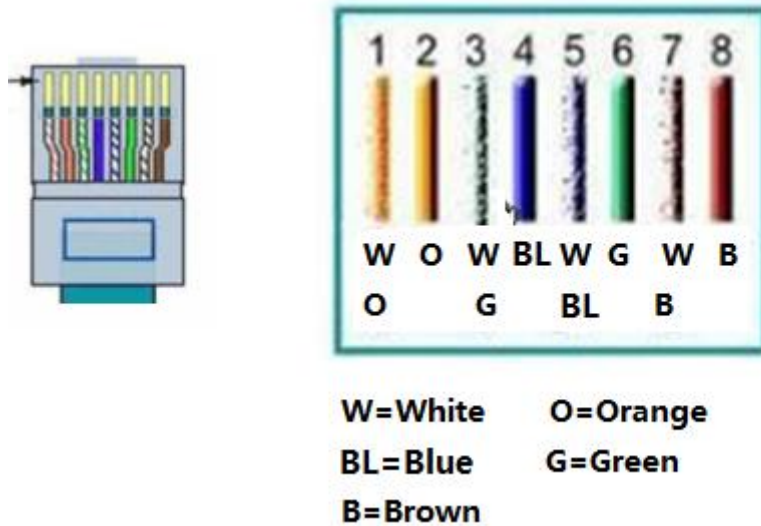 1 2 3 4 5 6 7 8
W O W BL W G W B
O G BL B
W=White O=Orange
BL=Blue G=Green
B=Brown